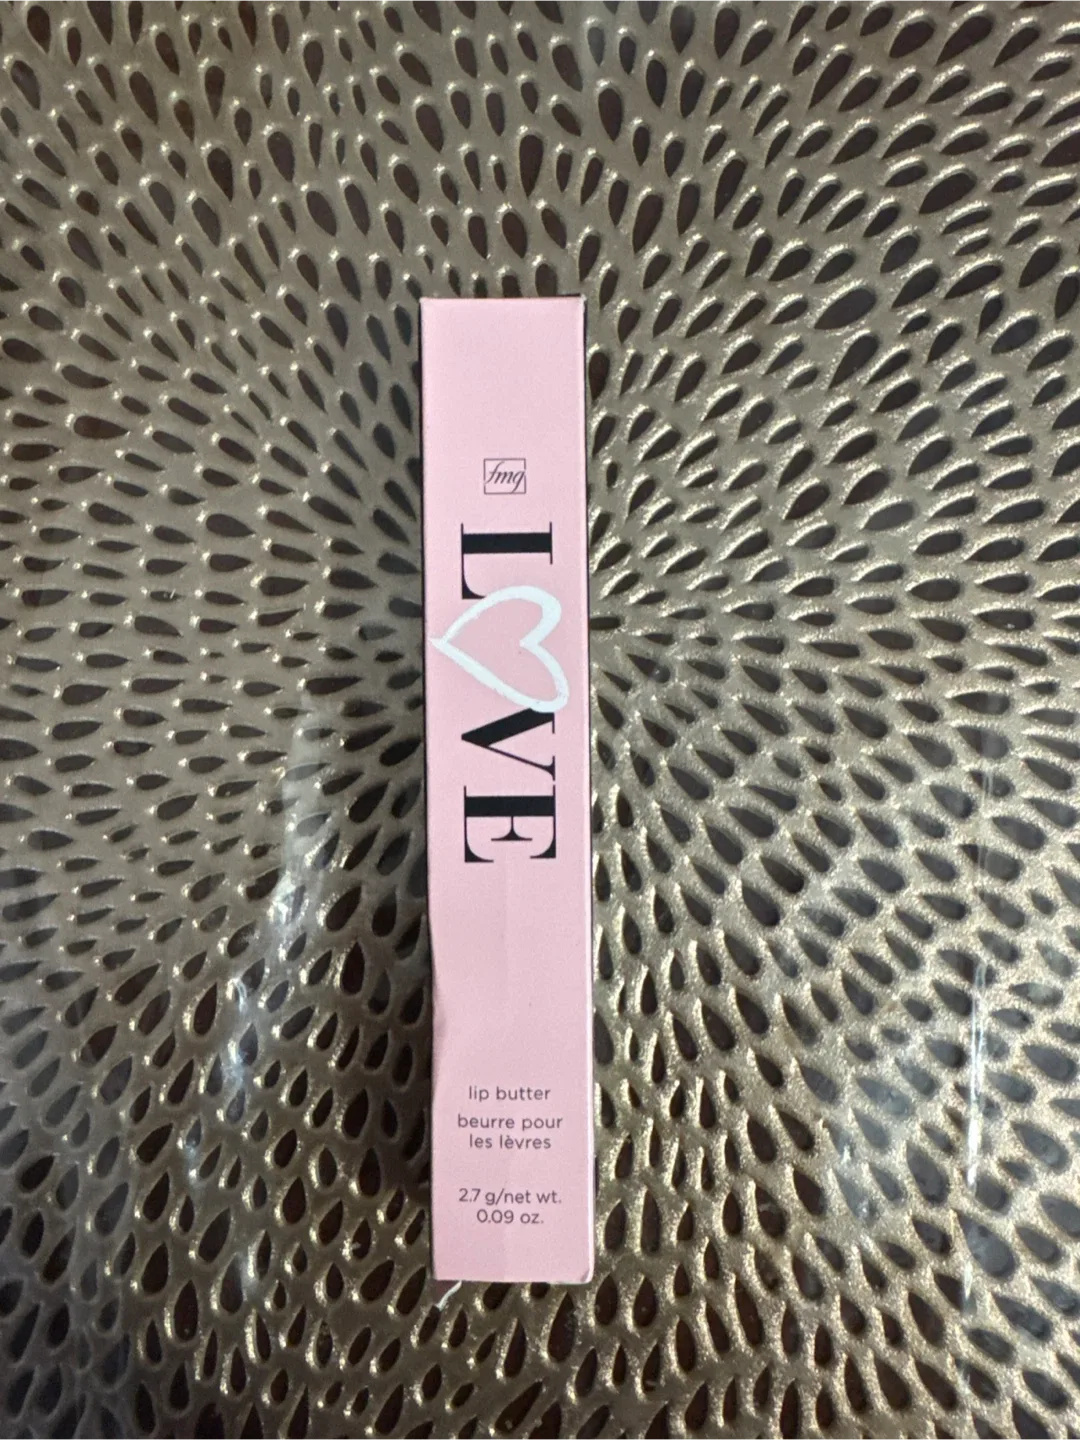 fmg
LOVE
lip butter
beurre pour
les lèvres
2.7 g/net wt.
0.09 oz.